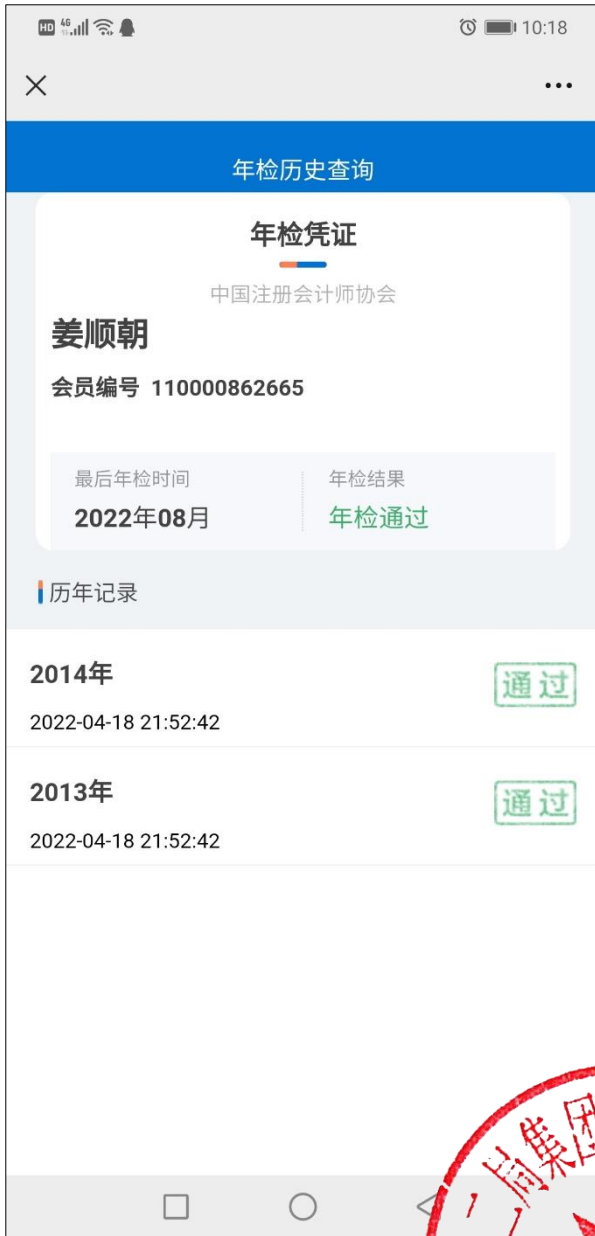 HD 4G 10:18
年检历史查询
年检凭证
中国注册会计师协会
姜顺朝
会员编号 110000862665
最后年检时间 年检结果
2022年08月 年检通过
历年记录
2014年 通过
2022-04-18 21:52:42
2013年 通过
2022-04-18 21:52:42
二局集团